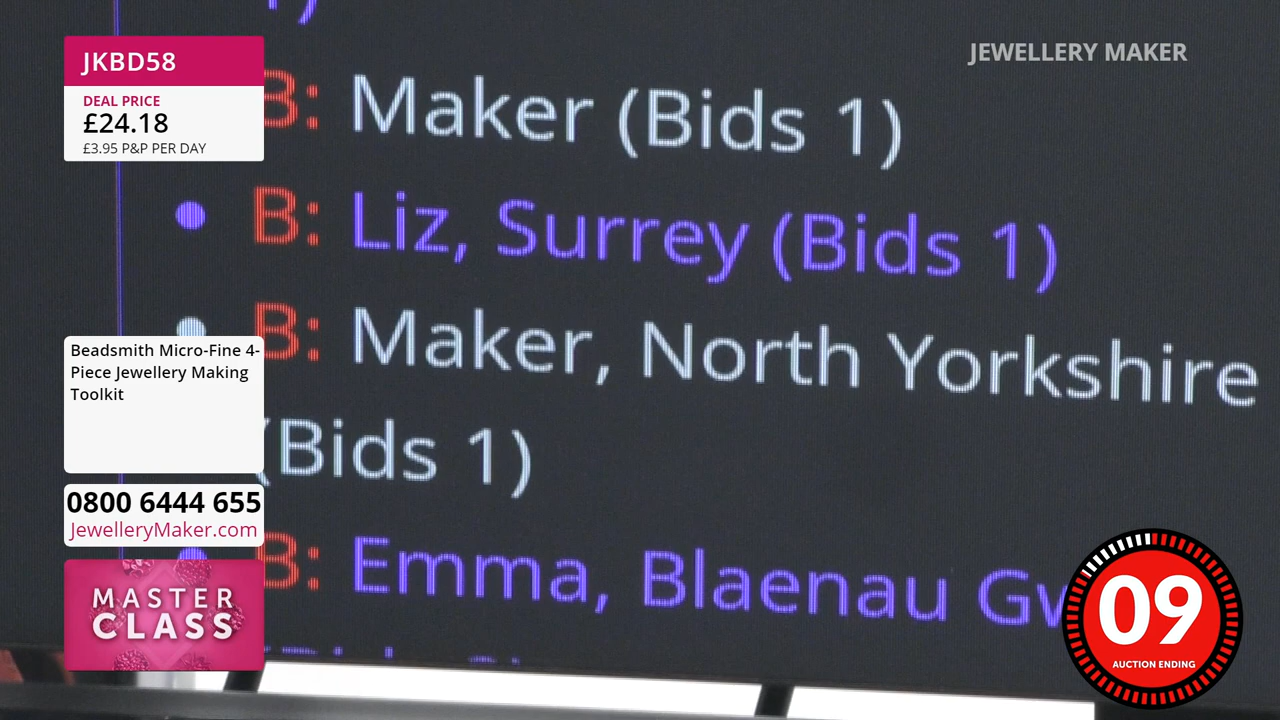 JKBD58
DEAL PRICE
£24.18
£3.95 P&P PER DAY
JEWELLERY MAKER
B: Maker (Bids 1)
B: Liz, Surrey (Bids 1)
B: Maker, North Yorkshire
(Bids 1)
B: Emma, Blaenau
Beadsmith Micro-Fine 4-
Piece Jewellery Making
Toolkit
0800 6444 655
JewelleryMaker.com
MASTER
CLASS
09
AUCTION ENDING